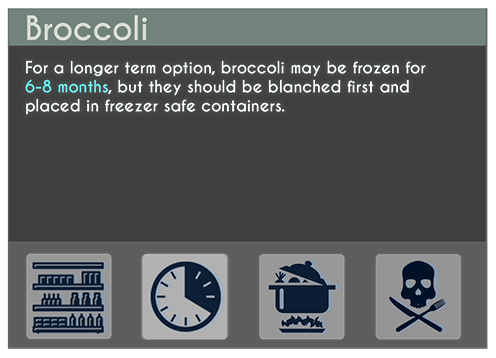 Broccoli
For a longer term option, broccoli may be frozen for
6-8 months, but they should be blanched first and
placed in freezer safe containers.